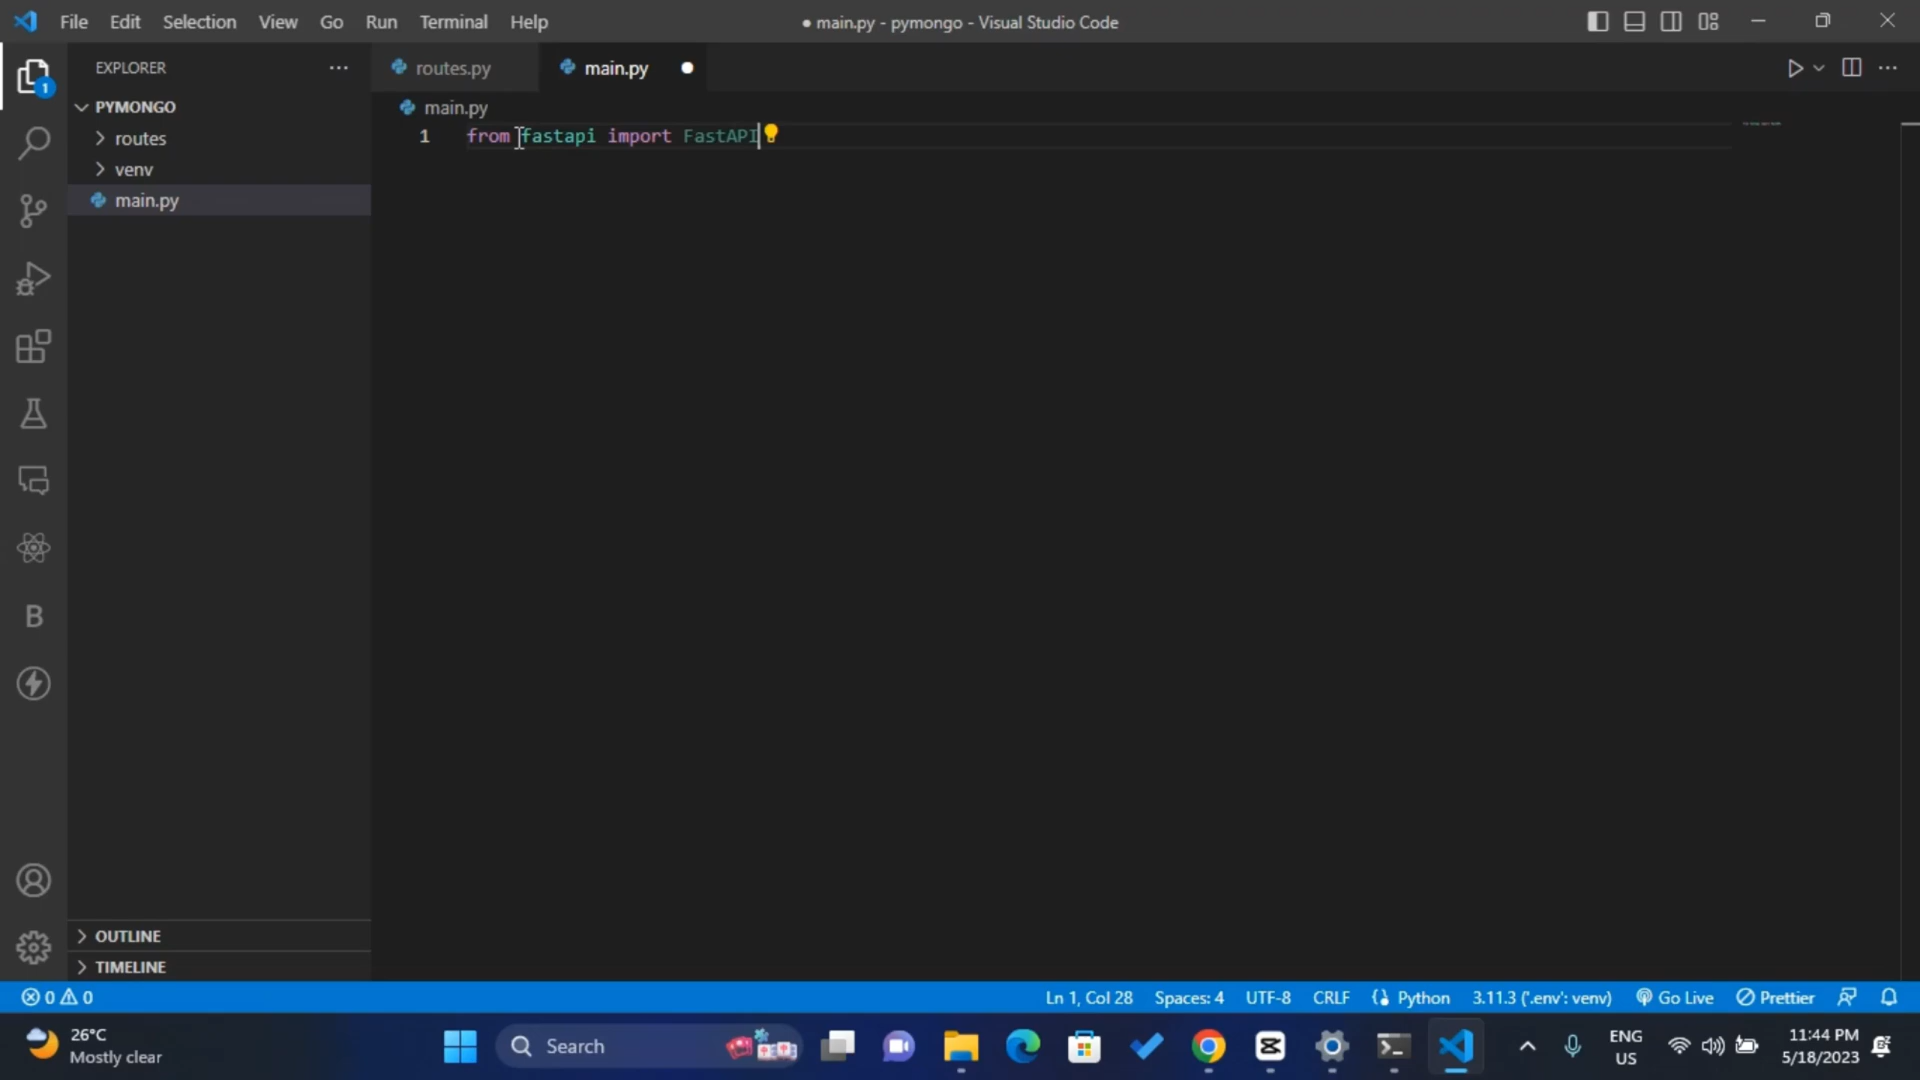 File Edit Selection View Go Run Terminal Help
● main.py - pymongo - Visual Studio Code
EXPLORER
1
PYMONGO
routes
venv
main.py
OUTLINE
TIMELINE
routes.py
main.py
main.py
1 from fastapi import FastAPI
B
0 0
Ln 1, Col 28 Spaces: 4 UTF-8 CRLF Python 3.11.3 ('.env': venv) Go Live Prettier
26°C
Mostly clear
Search
ENG
US
11:44 PM
5/18/2023